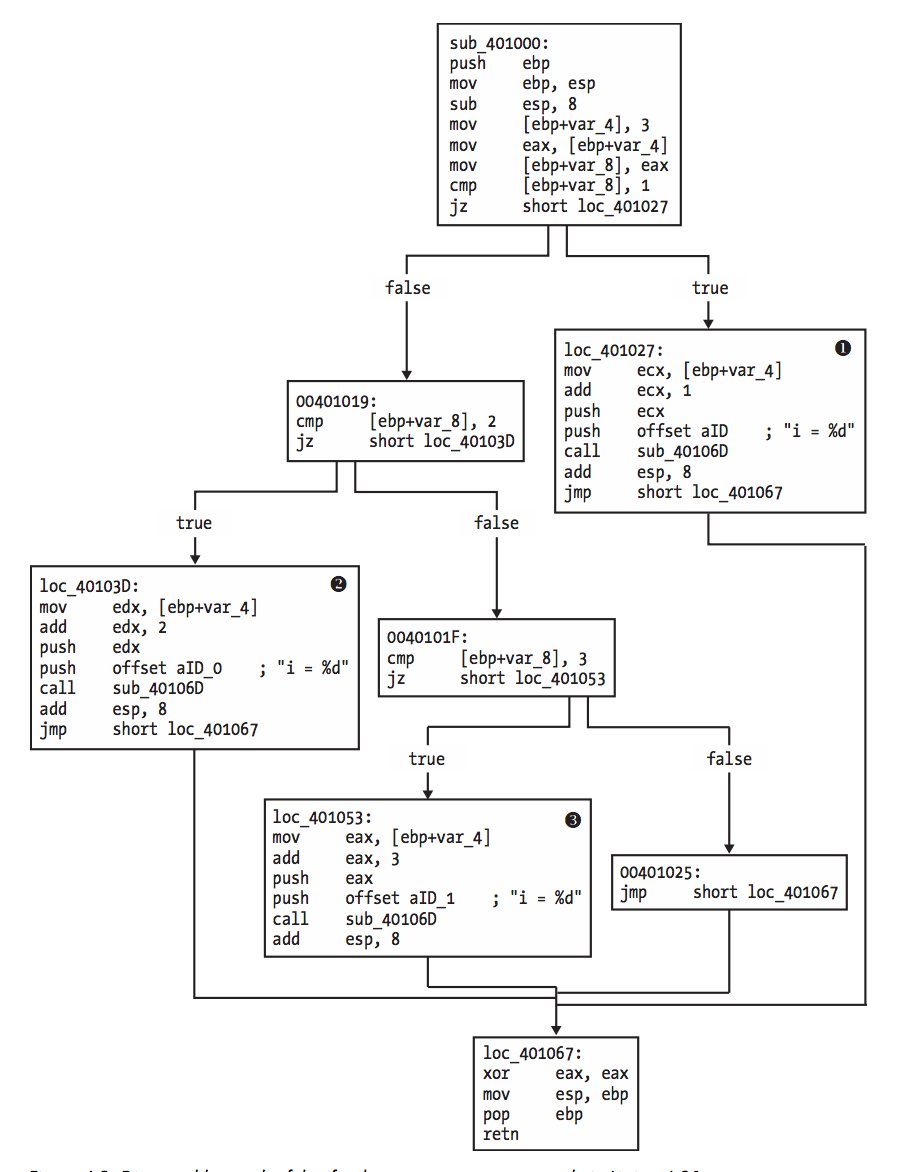 sub_401000:
push ebp
mov ebp, esp
sub esp, 8
mov [ebp+var_4], 3
mov eax, [ebp+var_4]
mov [ebp+var_8], eax
cmp [ebp+var_8], 1
jz short loc_401027
false
true
loc_401027:
❶
mov ecx, [ebp+var_4]
add ecx, 1
push ecx
push offset aID ; "i = %d"
call sub_40106D
add esp, 8
jmp short loc_401067
00401019:
cmp [ebp+var_8], 2
jz short loc_40103D
true
false
loc_40103D:
❷
mov edx, [ebp+var_4]
add edx, 2
push edx
push offset aID_0 ; "i = %d"
call sub_40106D
add esp, 8
jmp short loc_401067
0040101F:
cmp [ebp+var_8], 3
jz short loc_401053
true
false
loc_401053:
❸
mov eax, [ebp+var_4]
add eax, 3
push eax
push offset aID_1 ; "i = %d"
call sub_40106D
add esp, 8
00401025:
jmp short loc_401067
loc_401067:
xor eax, eax
mov esp, ebp
pop ebp
retn